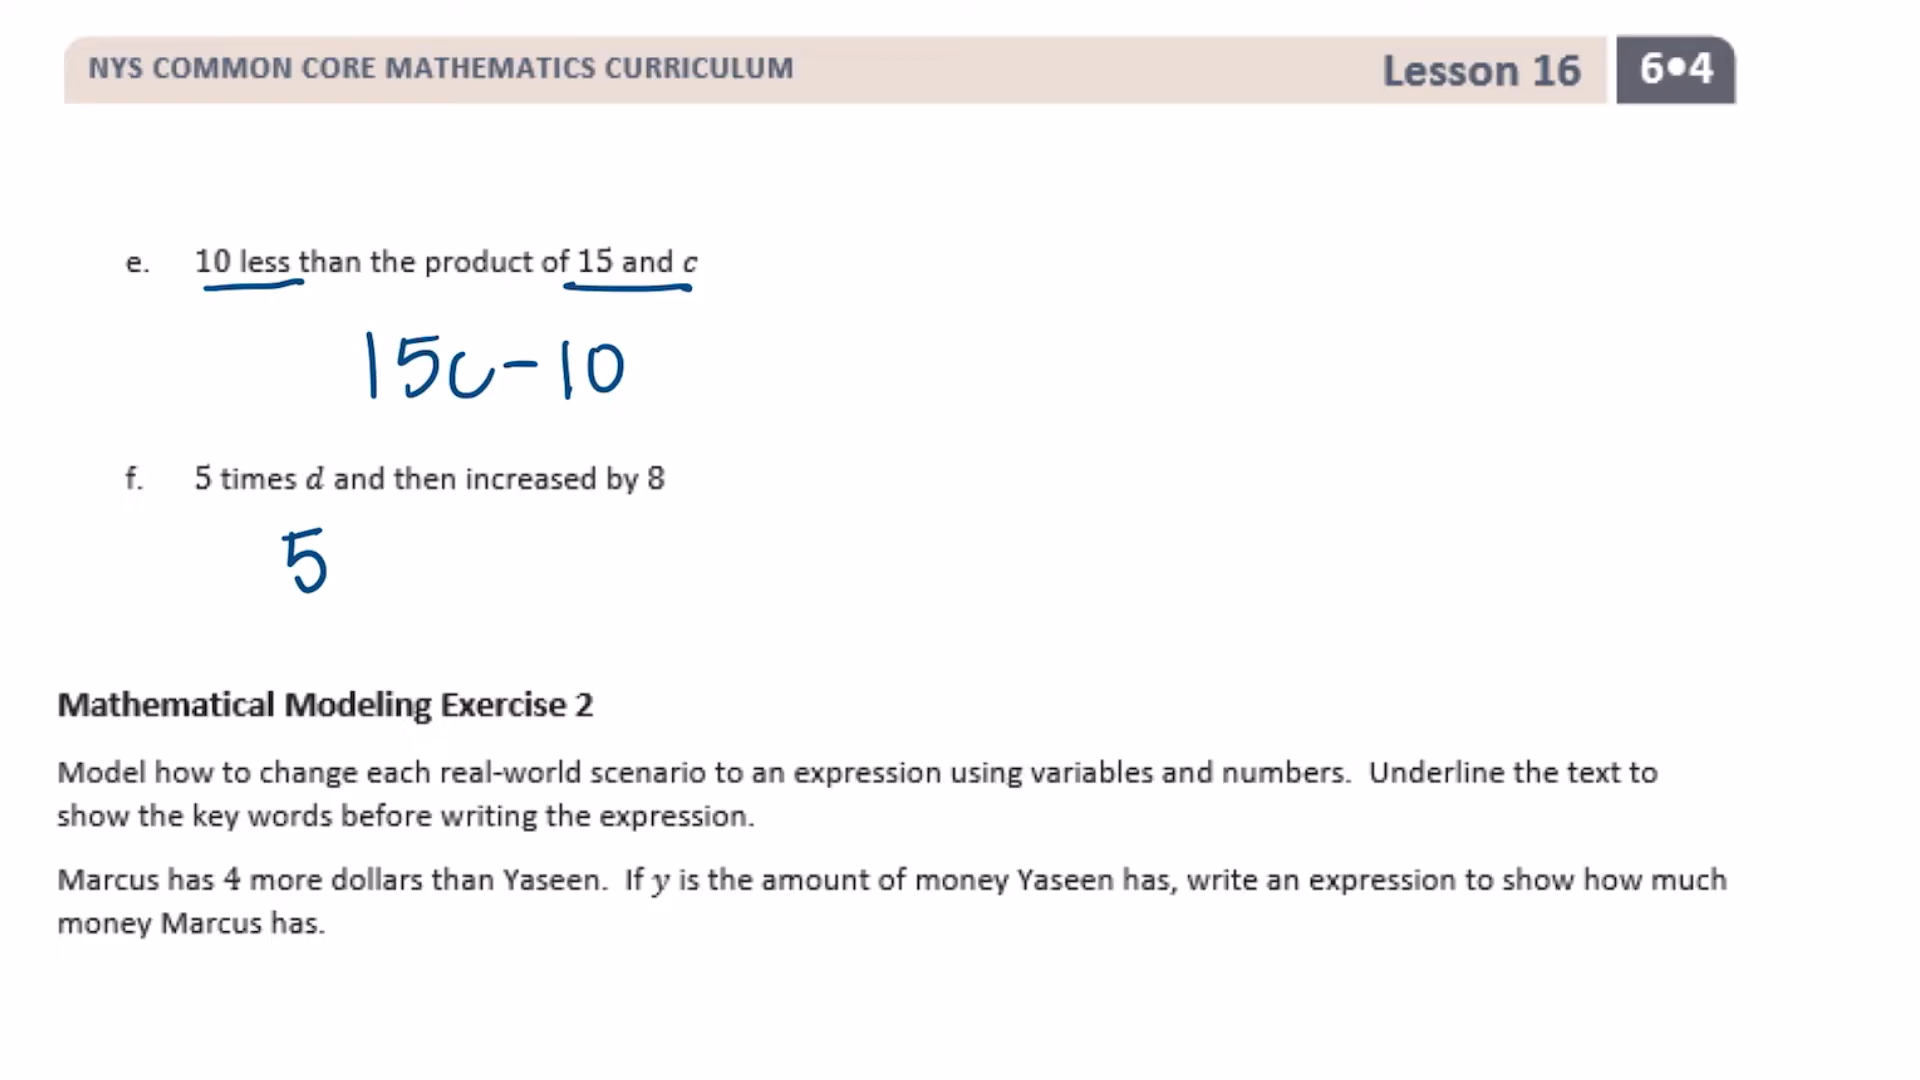 NYS COMMON CORE MATHEMATICS CURRICULUM Lesson 16 6•4
e. 10 less than the product of 15 and c
15c-10
f. 5 times d and then increased by 8
5
Mathematical Modeling Exercise 2
Model how to change each real-world scenario to an expression using variables and numbers. Underline the text to
show the key words before writing the expression.
Marcus has 4 more dollars than Yaseen. If y is the amount of money Yaseen has, write an expression to show how much
money Marcus has.